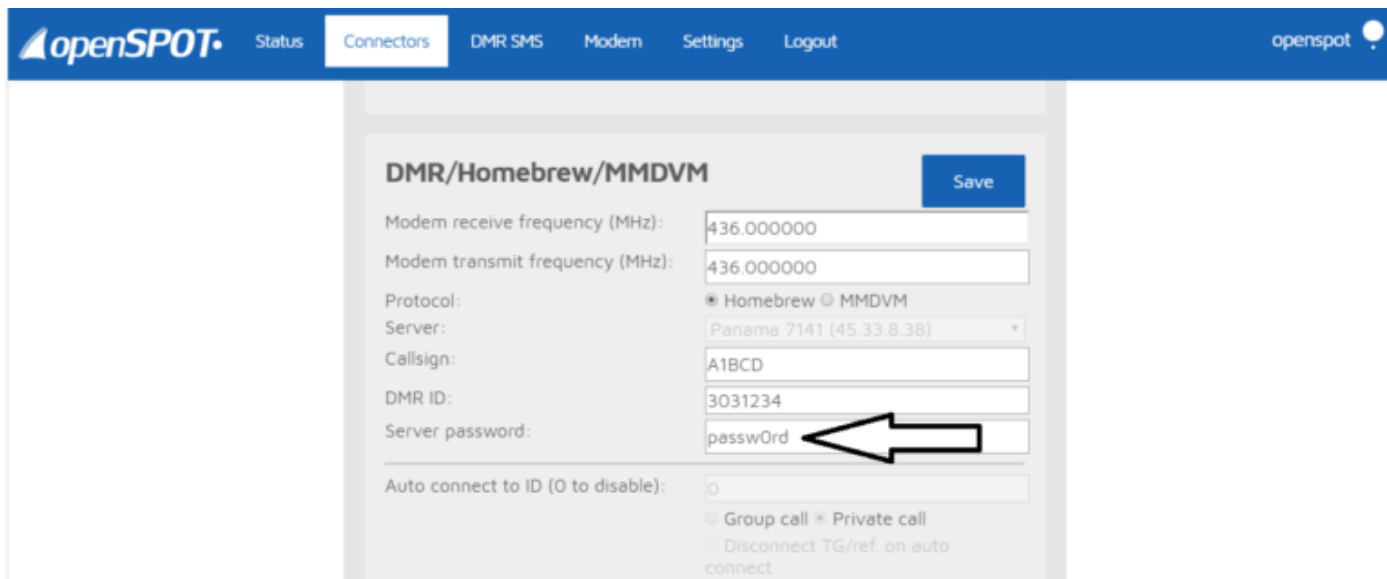 openSPOT Status Connectors DMR SMS Modem Settings Logout openspot
DMR/Homebrew/MMDVM
Save
Modem receive frequency (MHz): 436.000000
Modem transmit frequency (MHz): 436.000000
Protocol: Homebrew MMDVM
Server: Panama 7141 (45.33.8.38)
Callsign: A1BCD
DMR ID: 3031234
Server password: passw0rd
Auto connect to ID (0 to disable): 0
Group call Private call
Disconnect TG/ref. on auto
connect